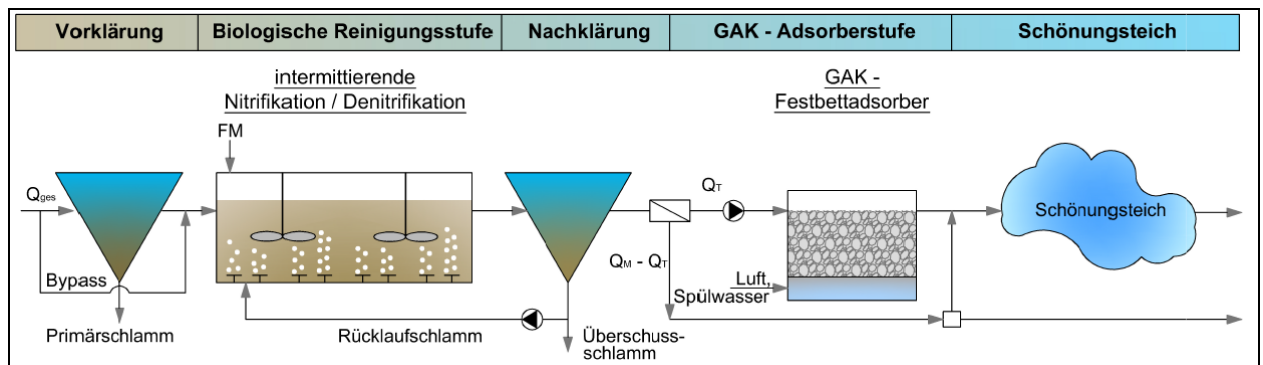 Vorklärung
Biologische Reinigungsstufe
Nachklärung
GAK - Adsorberstufe
Schönungsteich
intermittierende
Nitrifikation / Denitrifikation
GAK -
Festbettadsorber
FM
Qges
QT
Schönungsteich
QM - QT
Bypass
Luft,
Spülwasser
Primärschlamm
Rücklaufschlamm
Überschuss-
schlamm